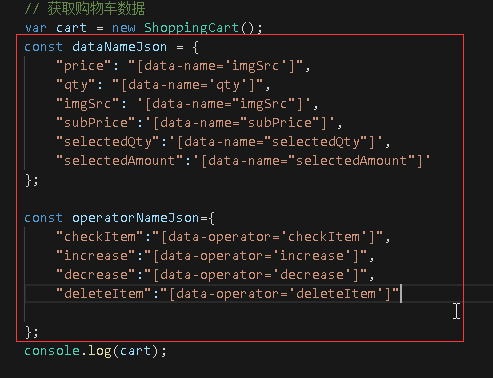 // 获取购物车数据
var cart = new ShoppingCart();
const dataNameJson = {
"price": "[data-name='imgSrc']",
"qty": "[data-name='qty']",
"imgSrc": '[data-name="imgSrc"]',
"subPrice":'[data-name="subPrice"]',
"selectedQty":'[data-name="selectedQty"]',
"selectedAmount":'[data-name="selectedAmount"]'
};
const operatorNameJson={
"checkItem":"[data-operator='checkItem']",
"increase":"[data-operator='increase']",
"decrease":"[data-operator='decrease']",
"deleteItem":"[data-operator='deleteItem']"
};
console.log(cart);